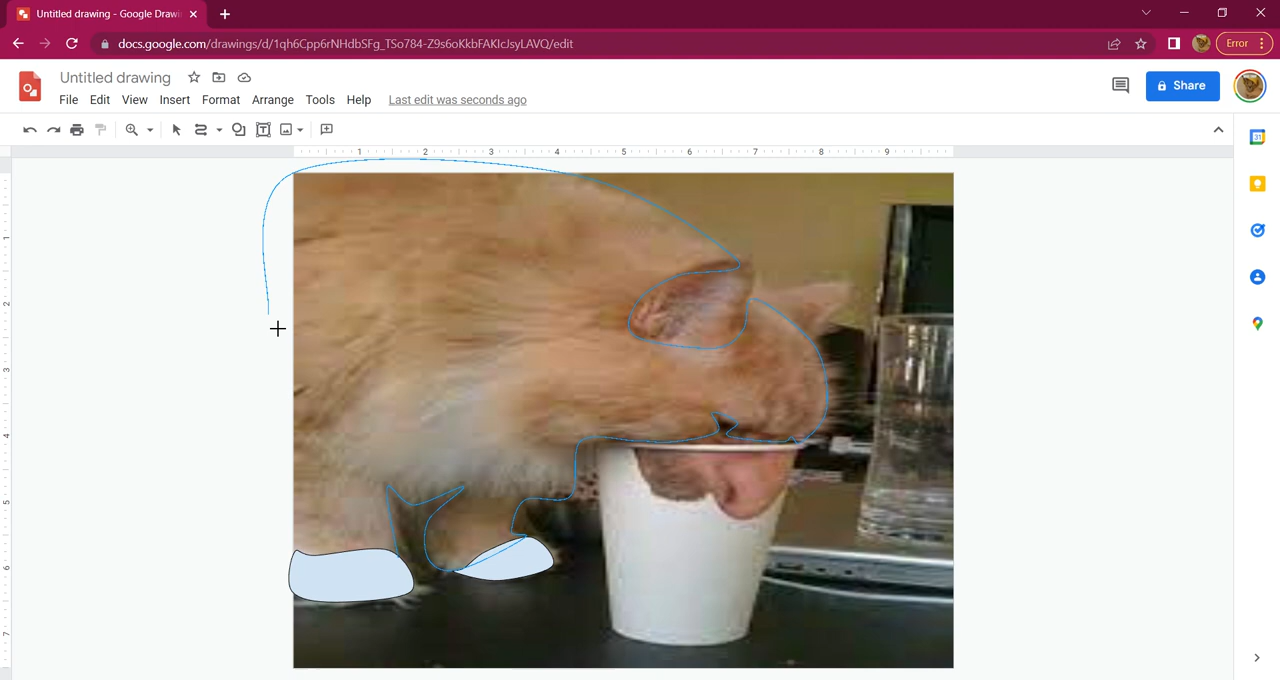 Untitled drawing - Google Drawi
docs.google.com/drawings/d/1qh6Cpp6rNHdbSFg_TSo784-Z9s6oKkbFAKIcJsyLAVQ/edit
Error
Untitled drawing
Share
File Edit View Insert Format Arrange Tools Help Last edit was seconds ago
31
1 2 3 4 5 6 7 8 9
1
2
3
4
5
6
7